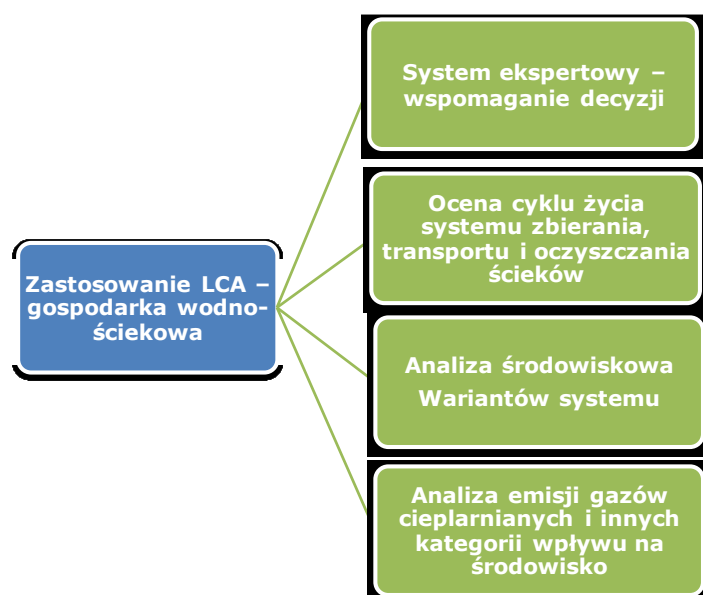 System ekspertowy –
wspomaganie decyzji
Ocena cyklu życia
systemu zbierania,
transportu i oczyszczania
ścieków
Zastosowanie LCA –
gospodarka wodno-
ściekowa
Analiza środowiskowa
Wariantów systemu
Analiza emisji gazów
cieplarnianych i innych
kategorii wpływu na
środowisko